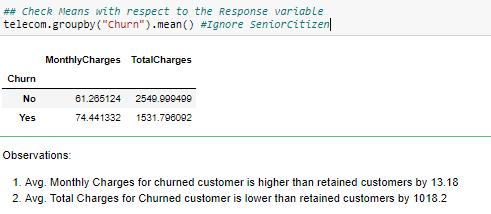 ## Check Means with respect to the Response variable
telecom.groupby("Churn").mean() #Ignore SeniorCitizen
MonthlyCharges TotalCharges
Churn
No 61.265124 2549.999499
Yes 74.441332 1531.796092
Observations:
1. Avg. Monthly Charges for churned customer is higher than retained customers by 13.18
2. Avg. Total Charges for Churned customer is lower than retained customers by 1018.2